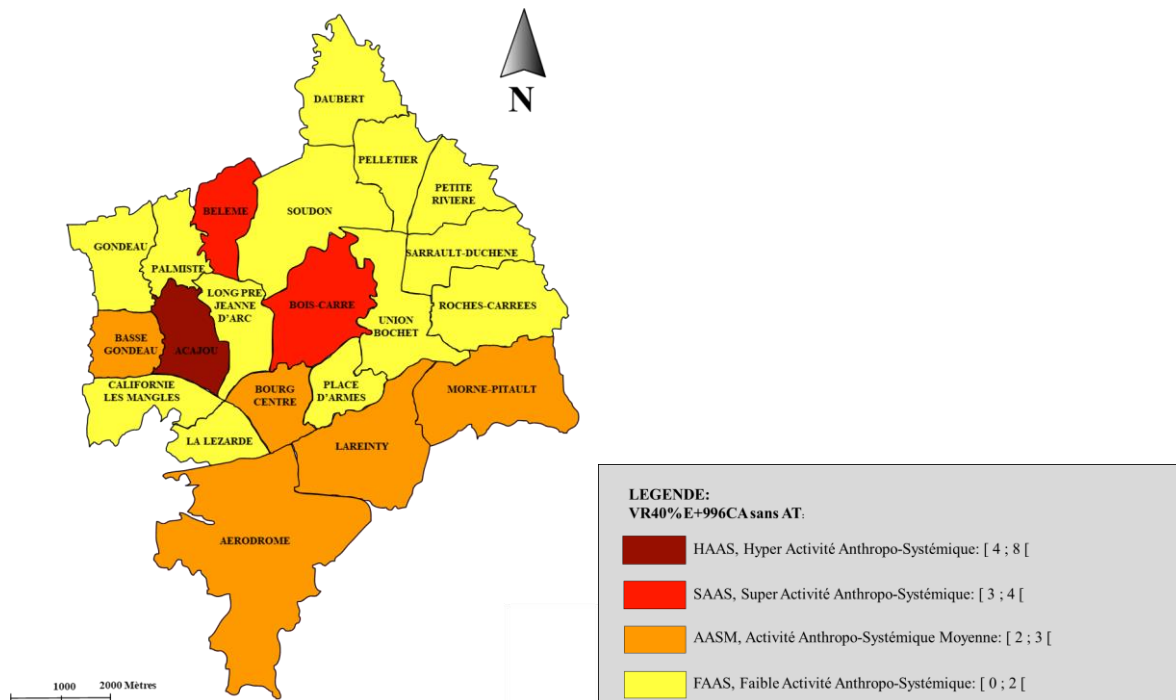 N
DAUBERT
PELLETIER
PETITE
RIVIERE
BELEME
SOUDON
GONDEAU
SARRAULT-DUCHENE
PALMISTE
LONG PRE
JEANNE
D'ARC
BOIS-CARRE
ROCHES-CARREES
UNION
BOCHET
BASSE
GONDEAU
ACAJOU
CALIFORNIE
LES MANGLES
BOURG
CENTRE
PLACE
D'ARMES
MORNE-PITAULT
LA LEZARDE
LAREINTY
AERODROME
1000 2000 Mètres
LEGENDE:
VR40%E+996CA sans AT:
HAAS, Hyper Activité Anthropo-Systémique: [ 4 ; 8 [
SAAS, Super Activité Anthropo-Systémique: [ 3 ; 4 [
AASM, Activité Anthropo-Systémique Moyenne: [ 2 ; 3 [
FAAS, Faible Activité Anthropo-Systémique: [ 0 ; 2 [